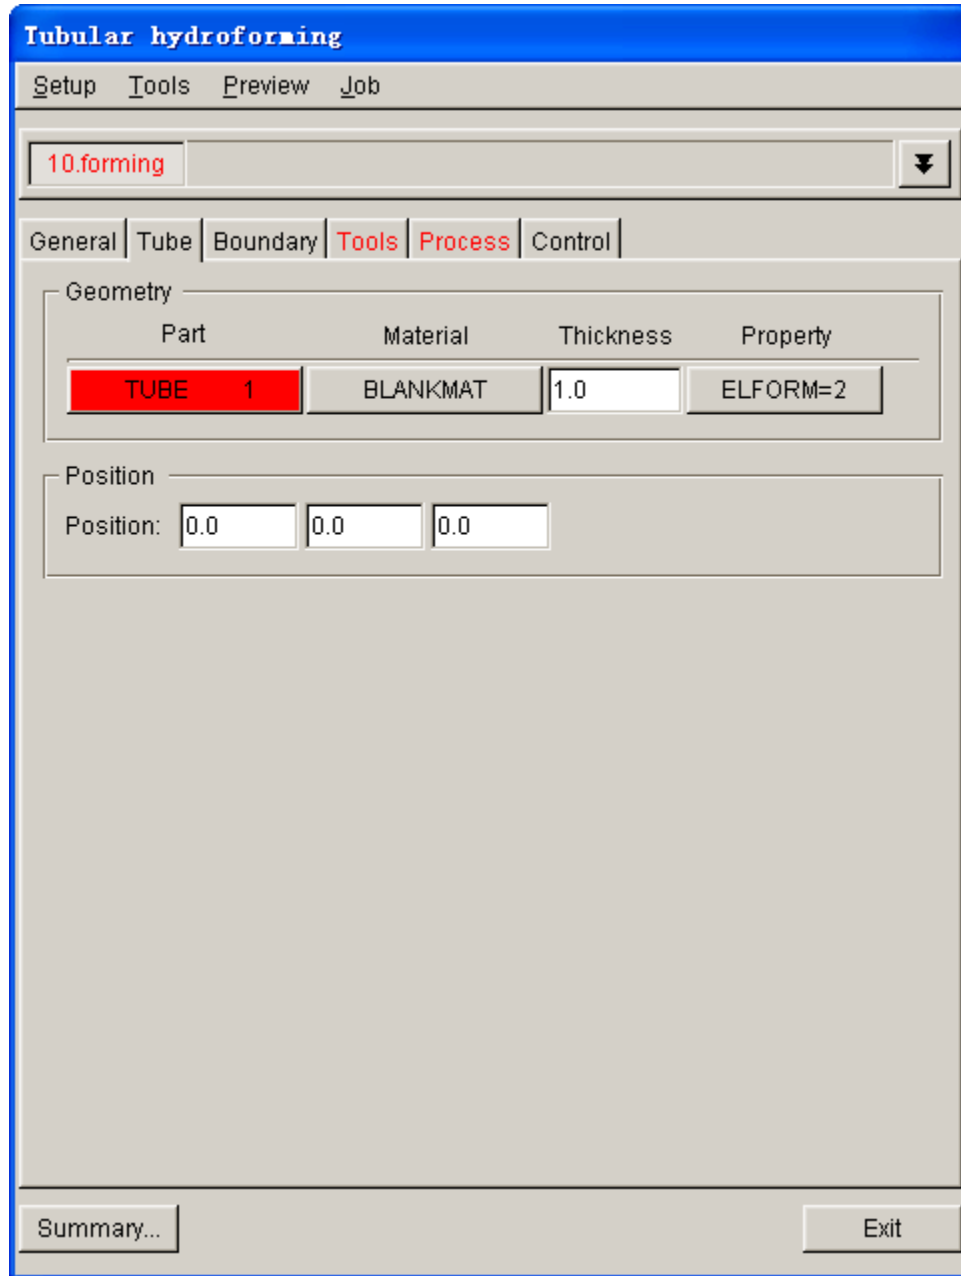 Tubular hydroforming
Setup Tools Preview Job
10.forming
General Tube Boundary Tools Process Control
Geometry
Part Material Thickness Property
TUBE 1 BLANKMAT 1.0 ELFORM=2
Position
Position: 0.0 0.0 0.0
Summary... Exit